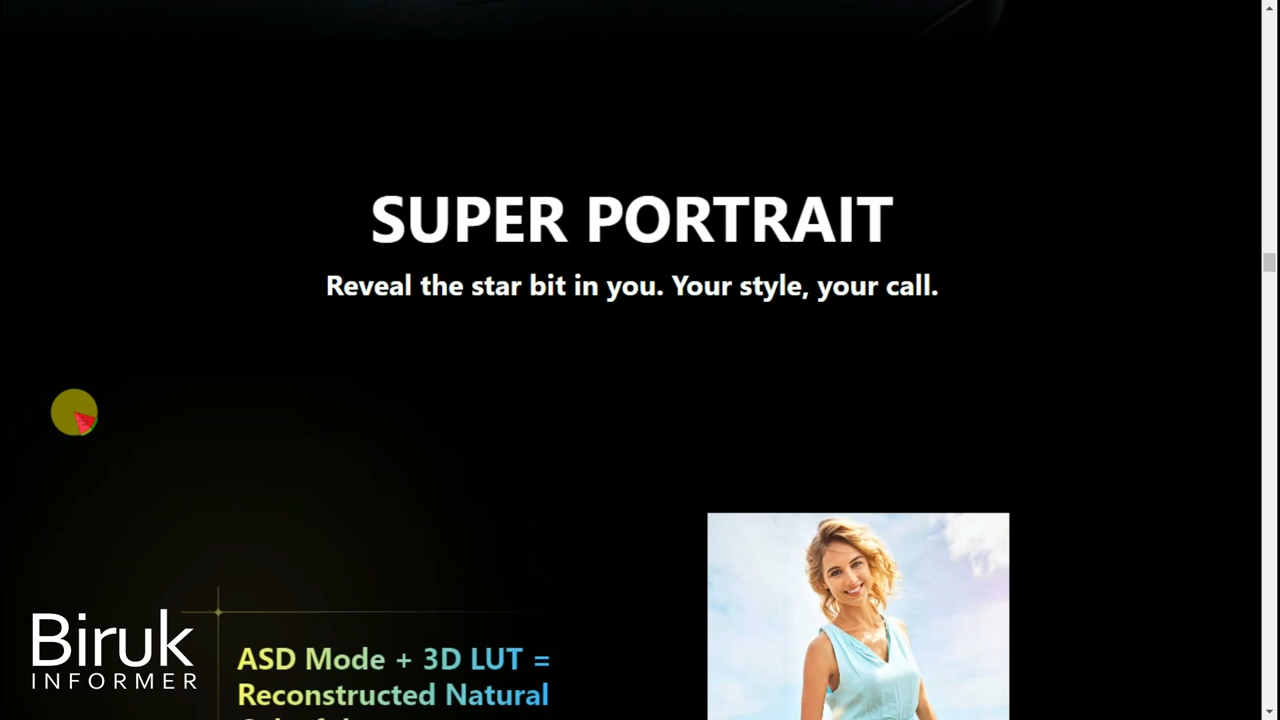 SUPER PORTRAIT
Reveal the star bit in you. Your style, your call.
ASD Mode + 3D LUT =
Reconstructed Natural
Biruk
INFORMER